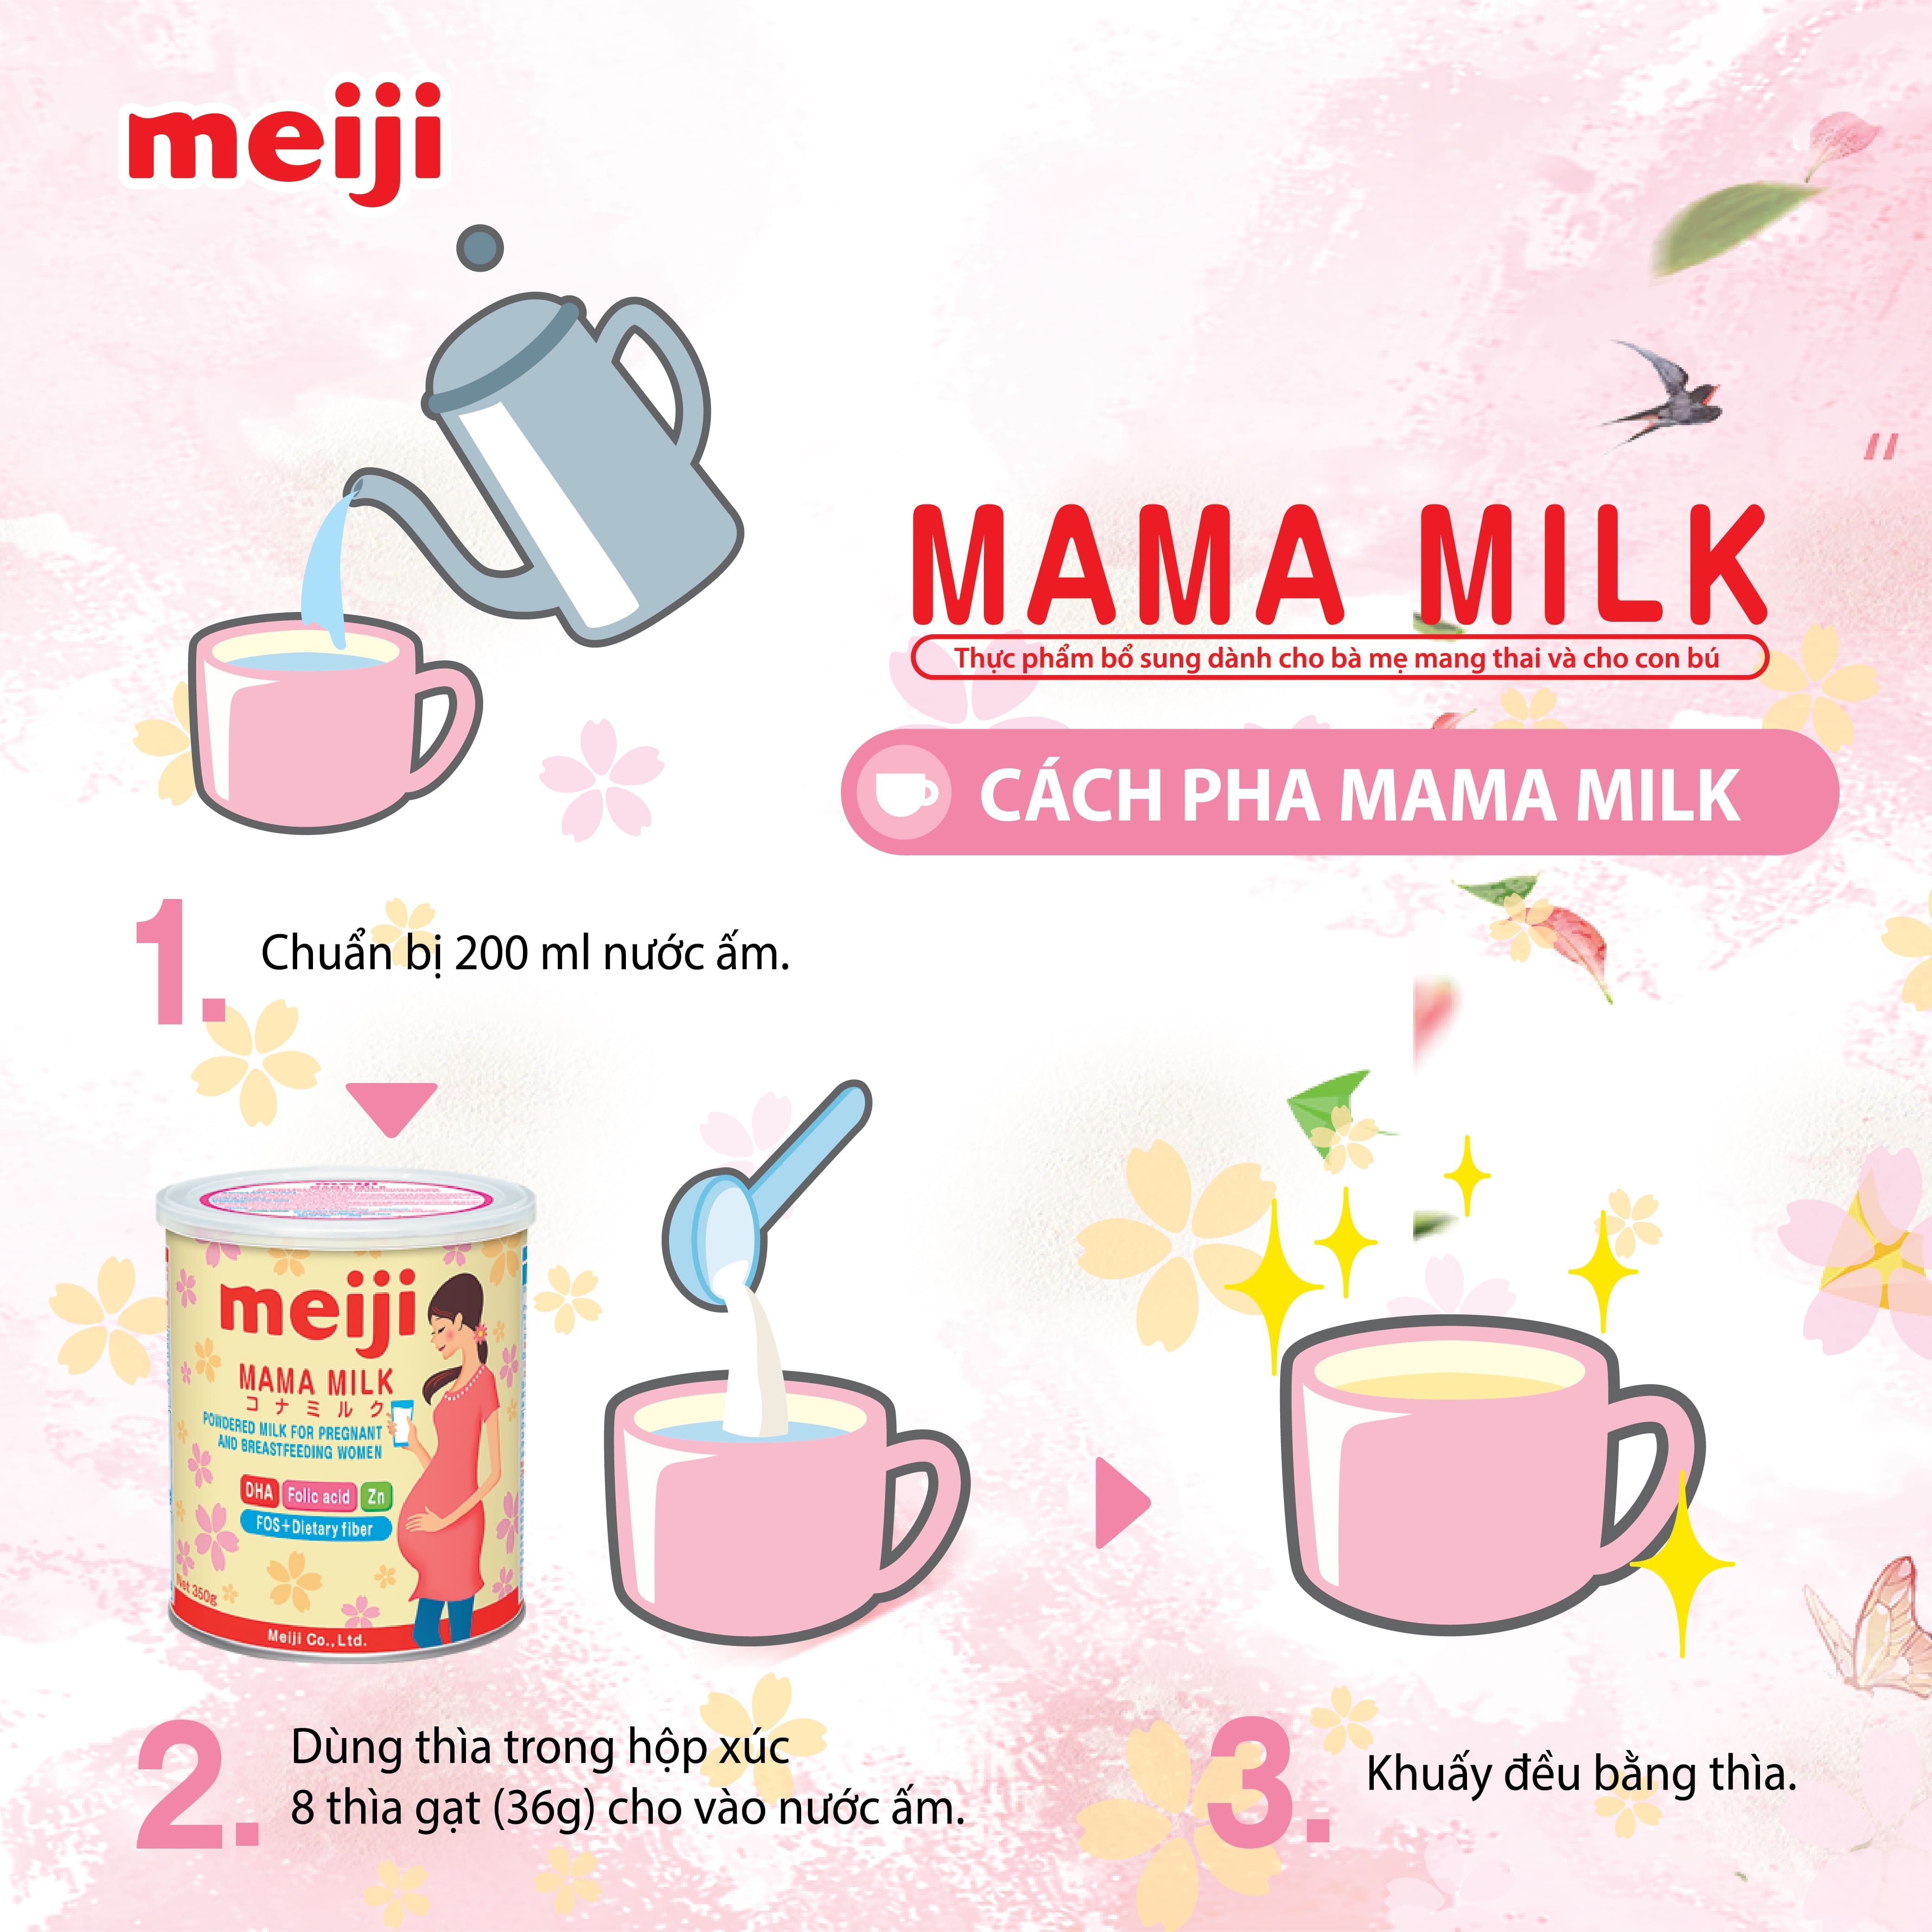 meiji
MAMA MILK
Thực phẩm bổ sung dành cho bà mẹ mang thai và cho con bú
CÁCH PHA MAMA MILK
1.
Chuẩn bị 200 ml nước ấm.
meiji
MAMA MILK
コナミルク
POWDERED MILK FOR PREGNANT
AND BREASTFEEDING WOMEN
DHA Folic acid Zn
FOS+Dietary fiber
Net 350g
Meiji Co., Ltd.
2.
Dùng thìa trong hộp xúc
8 thìa gạt (36g) cho vào nước ấm.
3.
Khuấy đều bằng thìa.